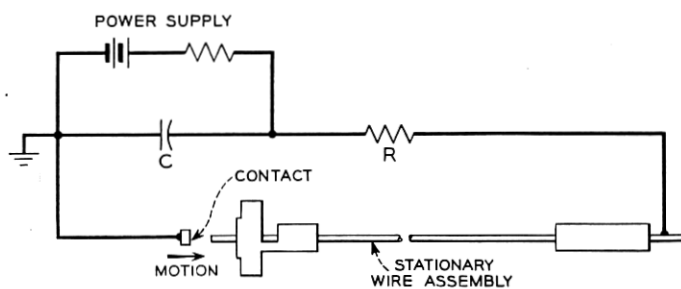 POWER SUPPLY
C
R
CONTACT
MOTION
STATIONARY
WIRE ASSEMBLY